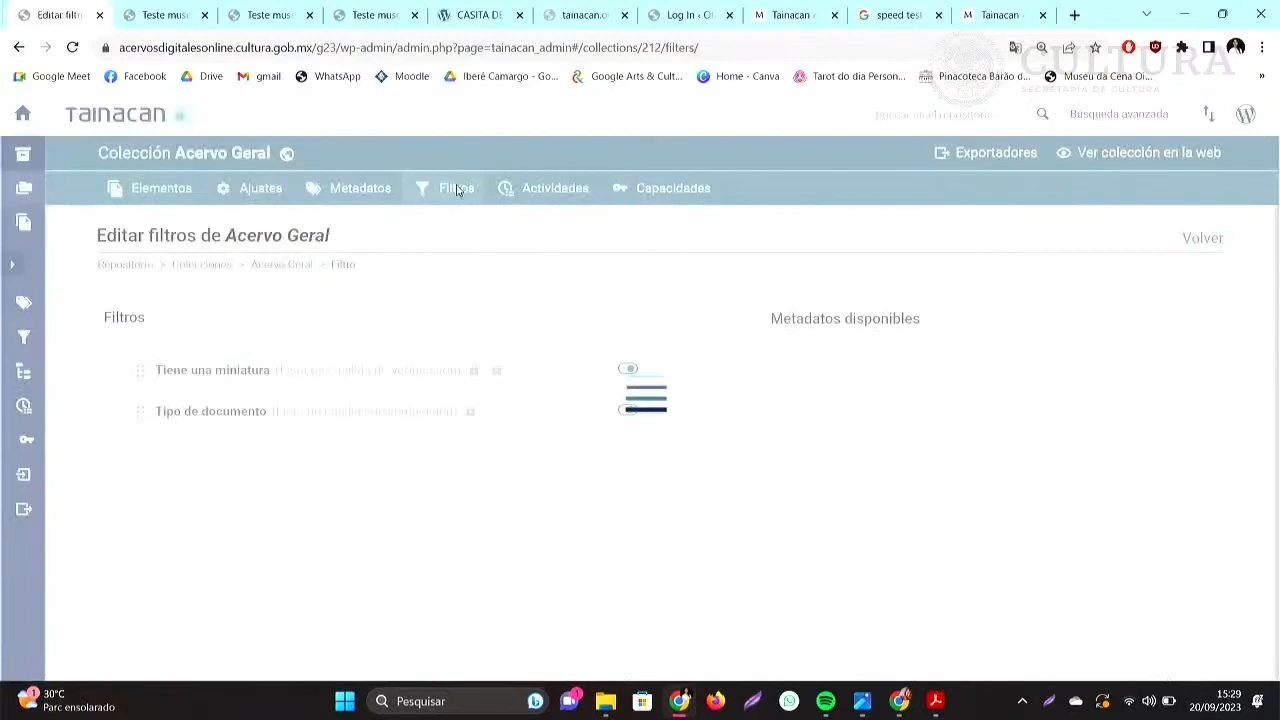 Editar filtr
Teste mus
Teste muse
Teste muse
CASITA DE
tainacan.o
Log In ‹ O
Tainacan
speed test
Tainacan
acervosdigitalesonline.cultura.gob.mx/g23/wp-admin/admin.php?page=tainacan_admin#/collections/212/filters/
Google Meet
Facebook
Drive
gmail
WhatsApp
Moodle
Iberê Camargo - Go...
Google Arts & Cult...
Home - Canva
Tarot do dia Person...
Pinacoteca Barão d...
Museu da Cena Ol...
CULTURA
SECRETARÍA DE CULTURA
Tainacan
Búsqueda avanzada
Colección Acervo Geral
Exportadores
Ver colección en la web
Elementos
Ajustes
Metadatos
Filtros
Actividades
Capacidades
Editar filtros de Acervo Geral
Volver
Repositorio > Colecciones > Acervo Geral > Filtro
Filtros
Metadatos disponibles
Tiene una miniatura
Tipo de documento
1
30°C
Parc ensolarado
Pesquisar
1
15:29
20/09/2023